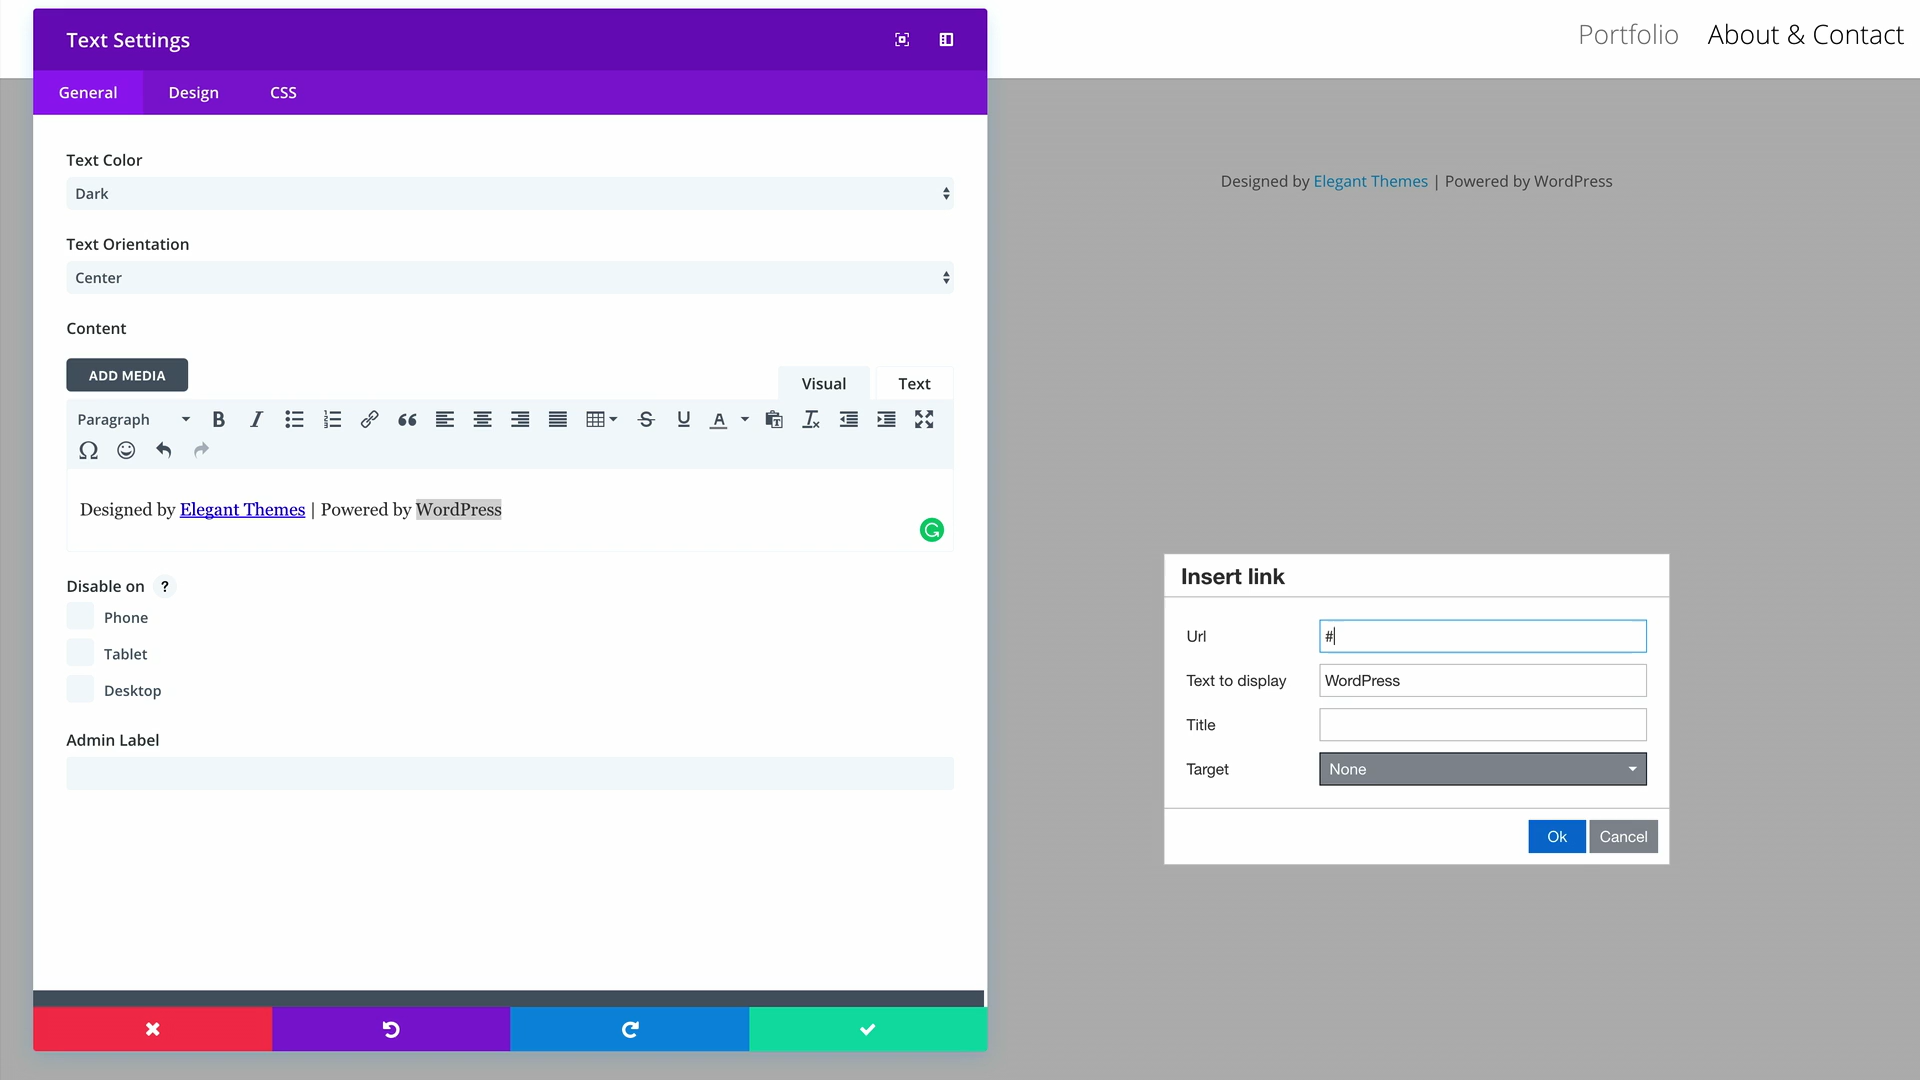 Text Settings
General Design CSS
Text Color
Dark
Text Orientation
Center
Content
ADD MEDIA
Visual Text
Paragraph
Designed by Elegant Themes | Powered by WordPress
Disable on ?
Phone
Tablet
Desktop
Admin Label
Portfolio About & Contact
Designed by Elegant Themes | Powered by WordPress
Insert link
Url #
Text to display WordPress
Title
Target None
Ok Cancel